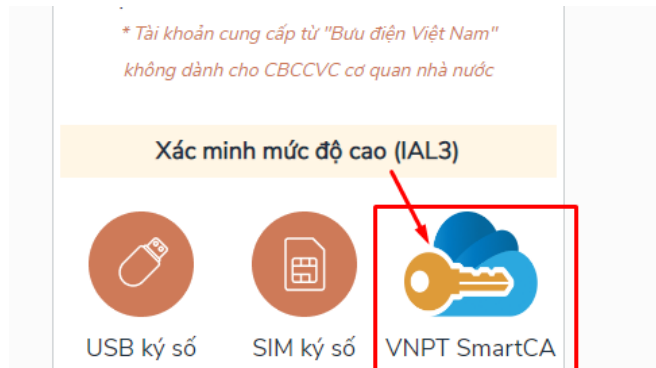 * Tài khoản cung cấp từ "Bưu điện Việt Nam"
không dành cho CBCCVC cơ quan nhà nước
Xác minh mức độ cao (IAL3)
USB ký số
SIM ký số
VNPT SmartCA